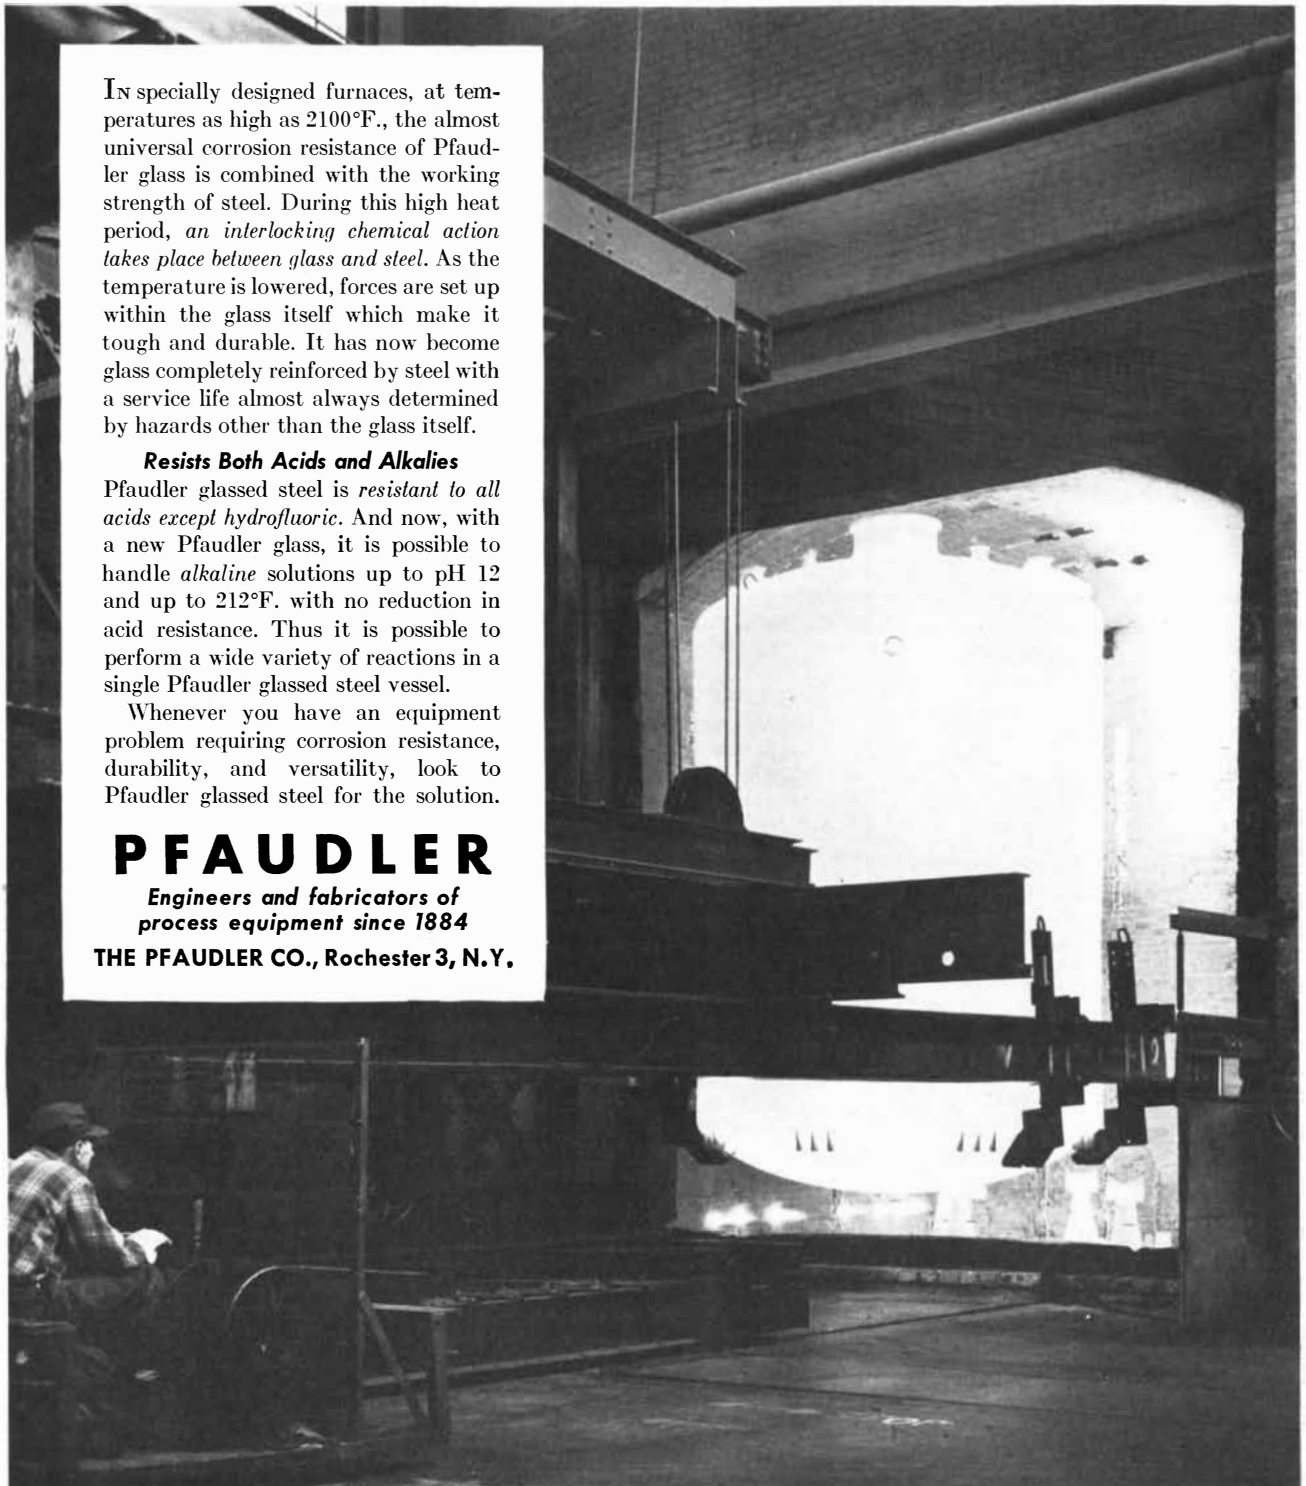 IN specially designed furnaces, at tem-
peratures as high as 2100°F., the almost
universal corrosion resistance of Pfaud-
ler glass is combined with the working
strength of steel. During this high heat
period, an interlocking chemical action
takes place between glass and steel. As the
temperature is lowered, forces are set up
within the glass itself which make it
tough and durable. It has now become
glass completely reinforced by steel with
a service life almost always determined
by hazards other than the glass itself.
Resists Both Acids and Alkalies
Pfaudler glassed steel is resistant to all
acids except hydrofluoric. And now, with
a new Pfaudler glass, it is possible to
handle alkaline solutions up to pH 12
and up to 212°F. with no reduction in
acid resistance. Thus it is possible to
perform a wide variety of reactions in a
single Pfaudler glassed steel vessel.
Whenever you have an equipment
problem requiring corrosion resistance,
durability, and versatility, look to
Pfaudler glassed steel for the solution.
PFAUDLER
Engineers and fabricators of
process equipment since 1884
THE PFAUDLER CO., Rochester 3, N.Y.